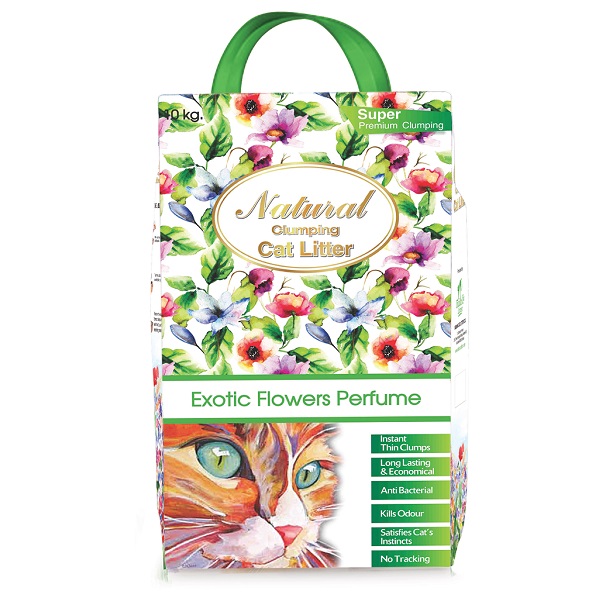 10 kg.
Super
Premium Clumping
Natural
Clumping
Cat Litter
Exotic Flowers Perfume
Instant
Thin Clumps
Long Lasting
& Economical
Anti Bacterial
Kills Odour
Satisfies Cat's
Instincts
No Tracking